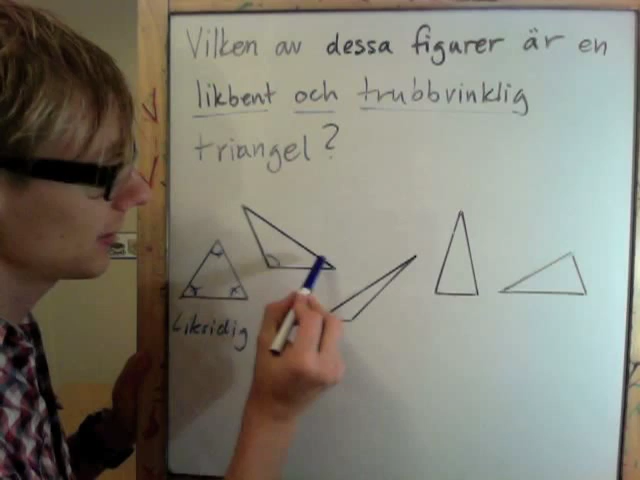 Vilken av dessa figurer är en
likbent och trubbvinklig
triangel?
Liksidig